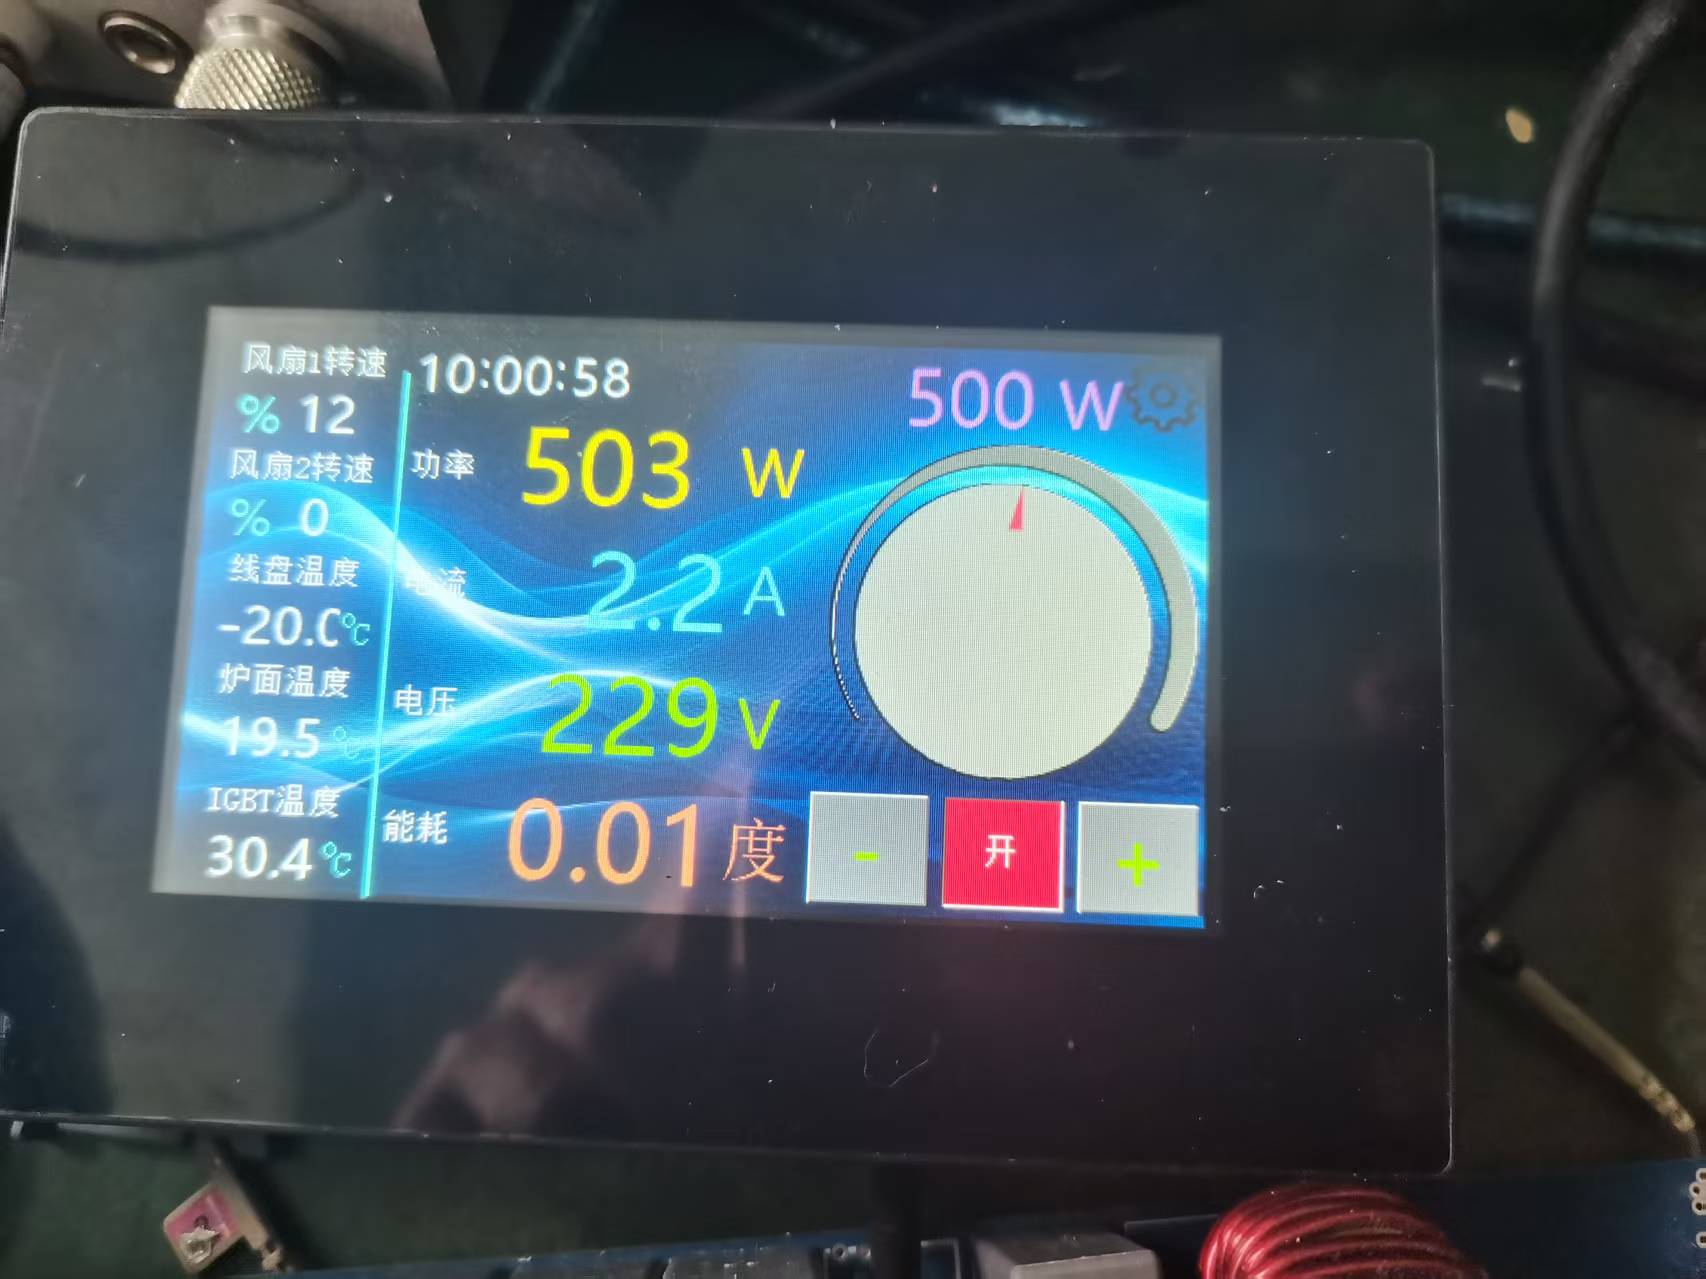 风扇1转速
% 12
风扇2转速
% 0
线盘温度
-20.0℃
炉面温度
19.5 ℃
IGBT温度
30.4 ℃
10:00:58
功率 503 W
电流 2.2 A
电压 229 V
能耗 0.01 度
500 W
- 开 +